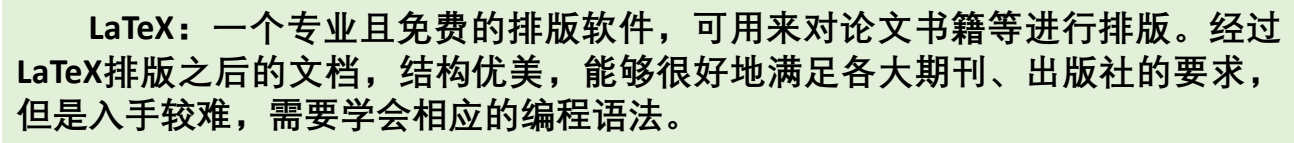 LaTeX：一个专业且免费的排版软件，可用来对论文书籍等进行排版。经过
LaTeX排版之后的文档，结构优美，能够很好地满足各大期刊、出版社的要求，
但是入手较难，需要学会相应的编程语法。